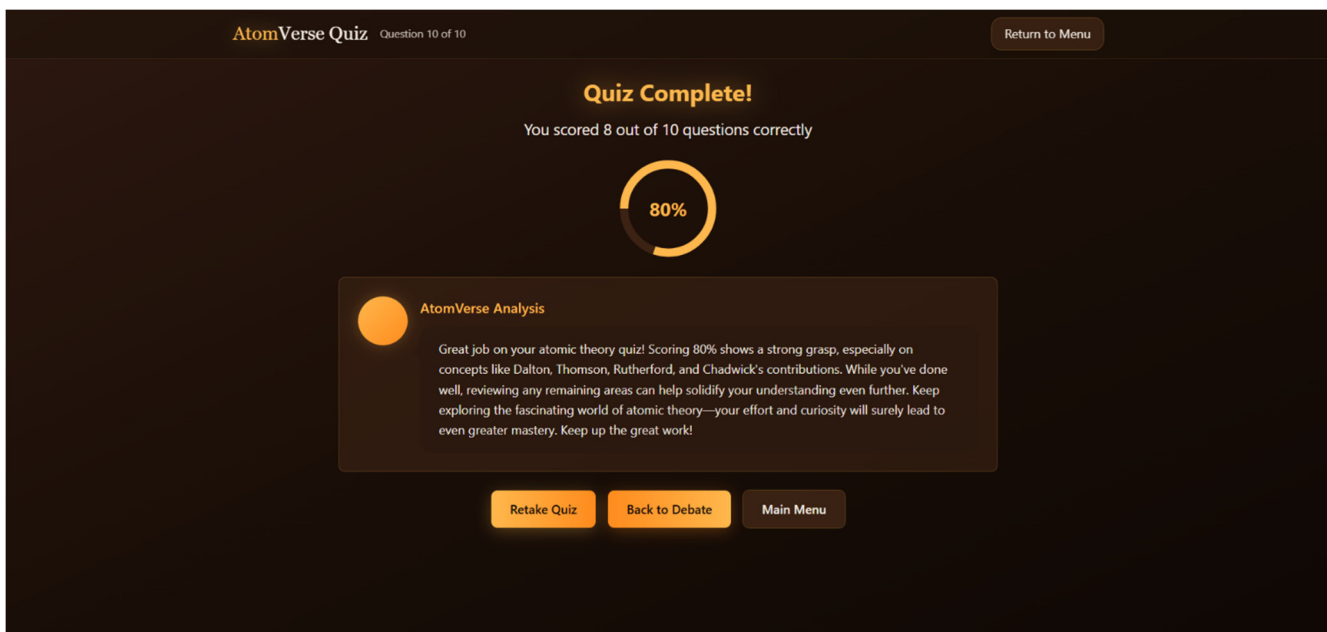 AtomVerse Quiz Question 10 of 10 Return to Menu
Quiz Complete!
You scored 8 out of 10 questions correctly
80%
AtomVerse Analysis
Great job on your atomic theory quiz! Scoring 80% shows a strong grasp, especially on
concepts like Dalton, Thomson, Rutherford, and Chadwick's contributions. While you've done
well, reviewing any remaining areas can help solidify your understanding even further. Keep
exploring the fascinating world of atomic theory—your effort and curiosity will surely lead to
even greater mastery. Keep up the great work!
Retake Quiz Back to Debate Main Menu